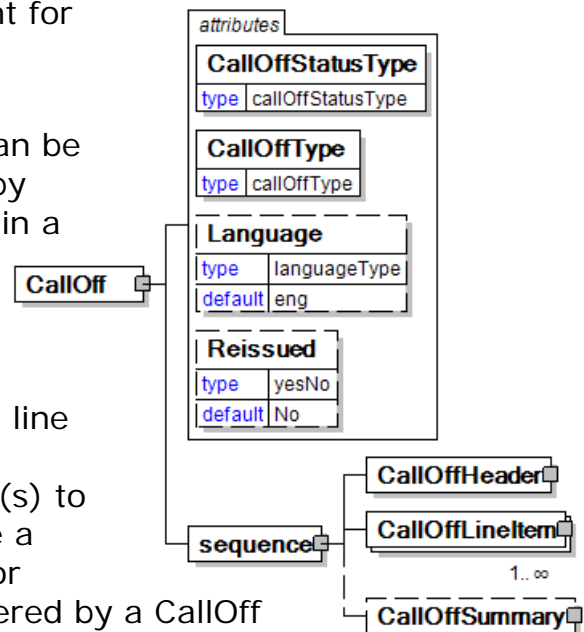 nt for
an be
by
in a
line
(s) to
e a
or
ered by a CallOff
attributes
CallOffStatusType
type callOffStatusType
CallOffType
type callOffType
Language
type languageType
default eng
Reissued
type yesNo
default No
CallOff
sequence
CallOffHeader
CallOffLineItem
1.. ∞
CallOffSummary